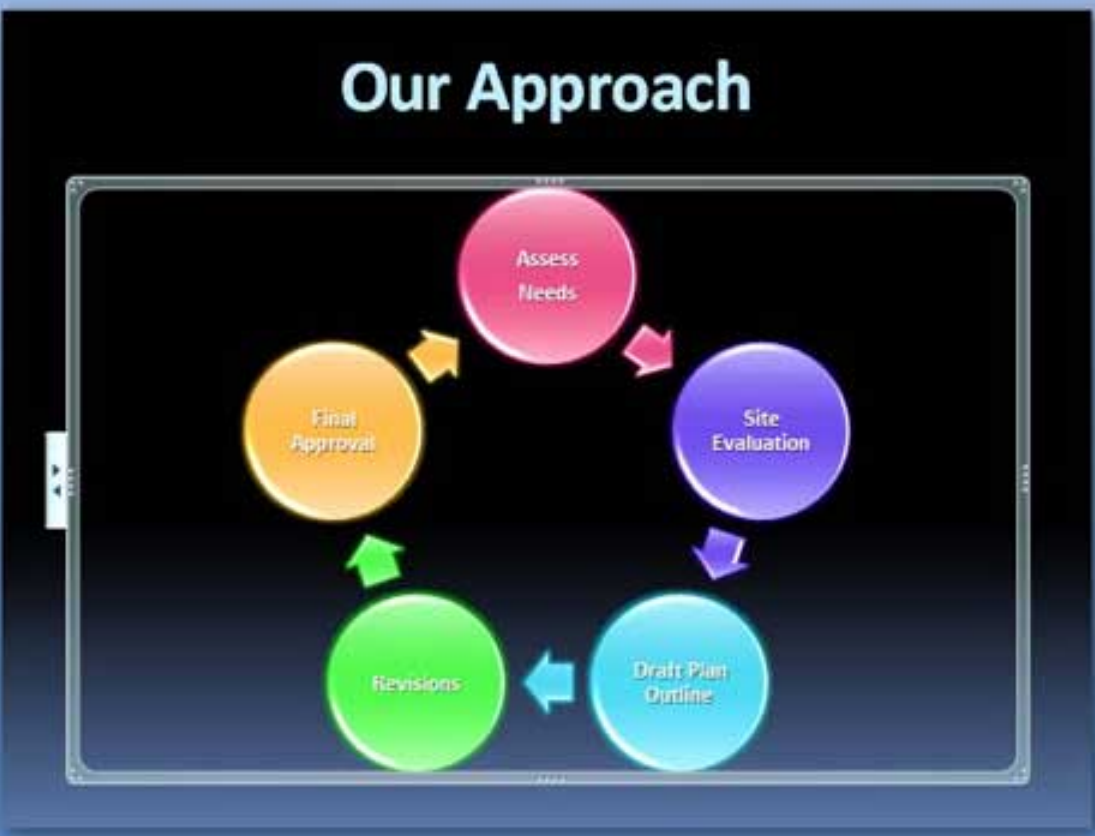 Our Approach
Assess
Needs
Site
Evaluation
Draft Plan
Outline
Revisions
Final
Approval